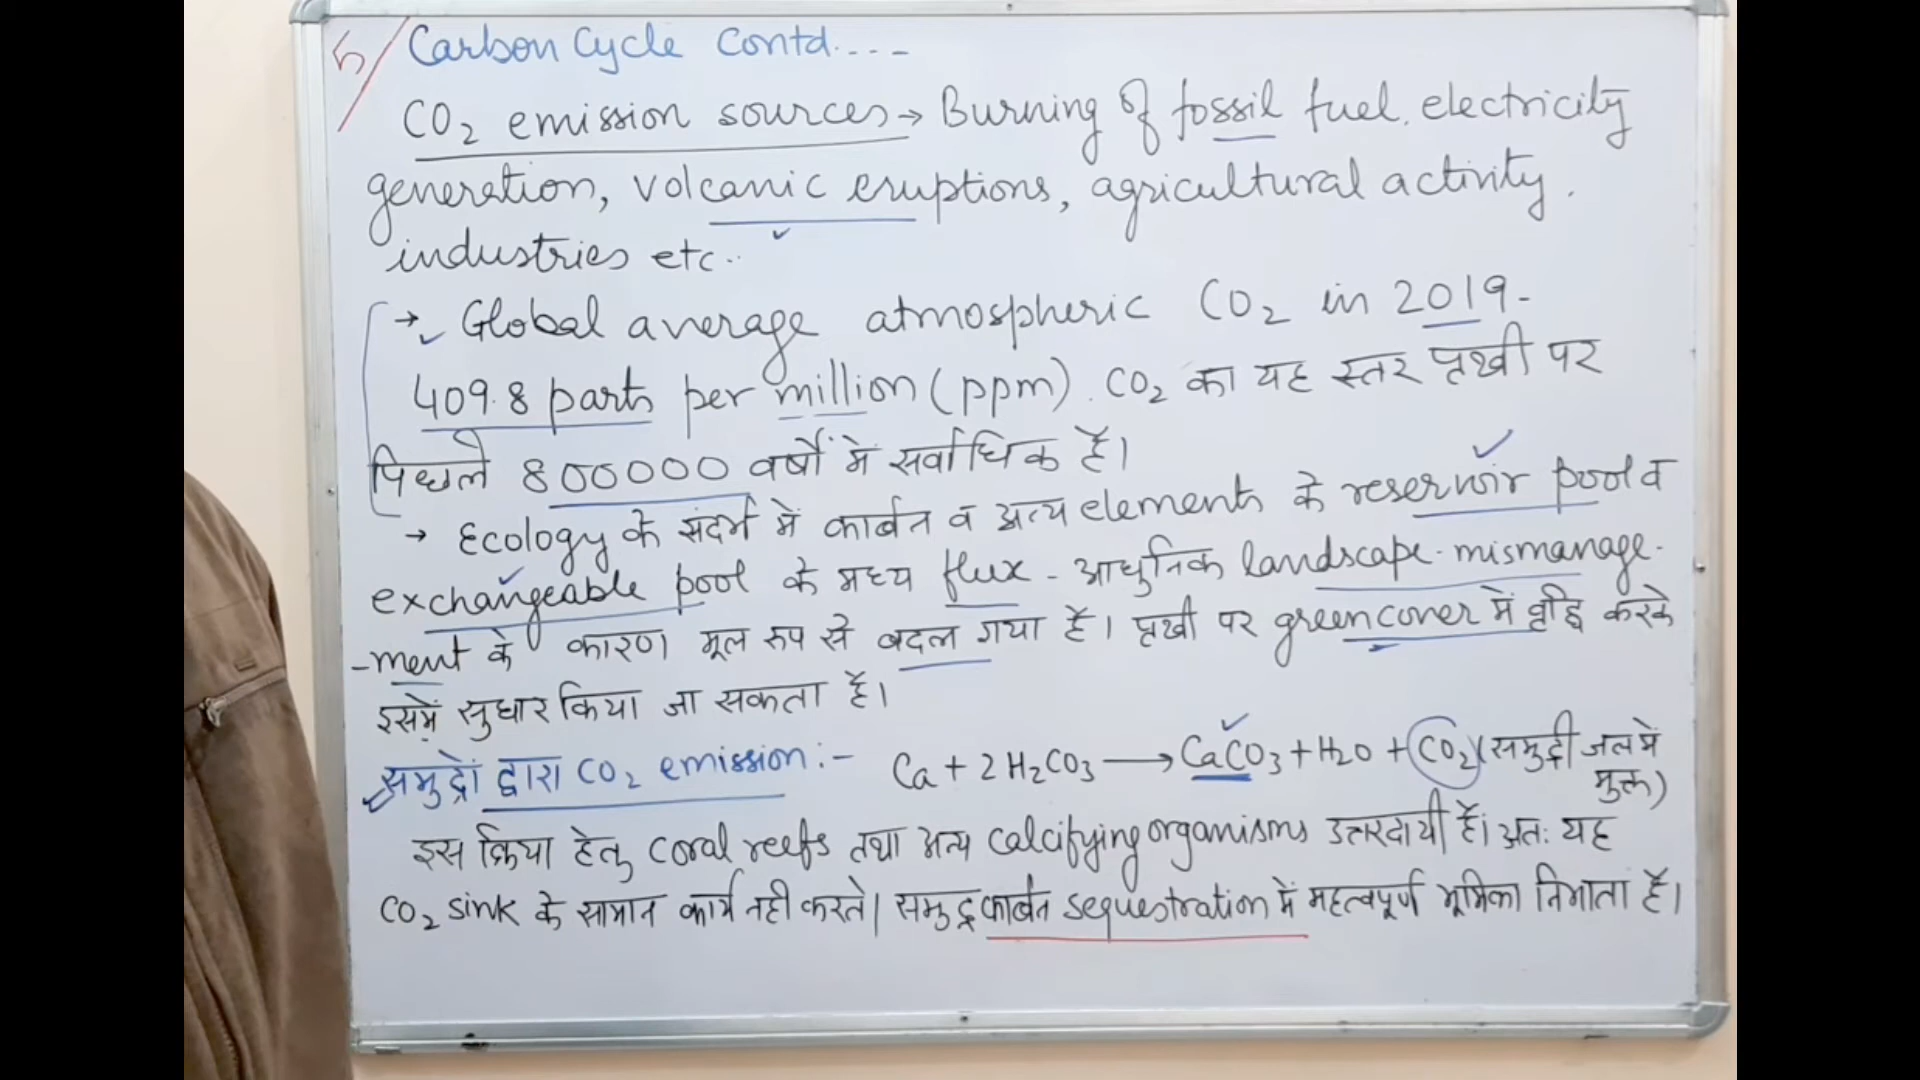 5/ Carbon Cycle Contd....
CO2 emission sources → Burning of fossil fuel, electricity
generation, volcanic eruptions, agricultural activity,
industries etc..
→ Global average atmospheric CO2 in 2019 -
409.8 parts per million (ppm). CO2 का यह स्तर पृथ्वी पर
पिछले 800000 वर्षों में सर्वाधिक है।
→ Ecology के संदर्भ में कार्बन व अन्य elements के reservoir pool व
exchangeable pool के मध्य flux - आधुनिक landscape - mismanage-
-ment के कारण मूल रूप से बदल गया है। पृथ्वी पर green cover में वृद्धि करके
इसमें सुधार किया जा सकता है।
समुद्रों द्वारा CO2 emission :- Ca + 2H2CO3 → CaCO3 + H2O + CO2 (समुद्री जल में
मुक्त)
इस क्रिया हेतु coral reefs तथा अन्य calcifying organisms उत्तरदायी हैं। अतः यह
CO2 sink के सामान कार्य नही करते। समुद्र कार्बन sequestration में महत्वपूर्ण भूमिका निभाता है।